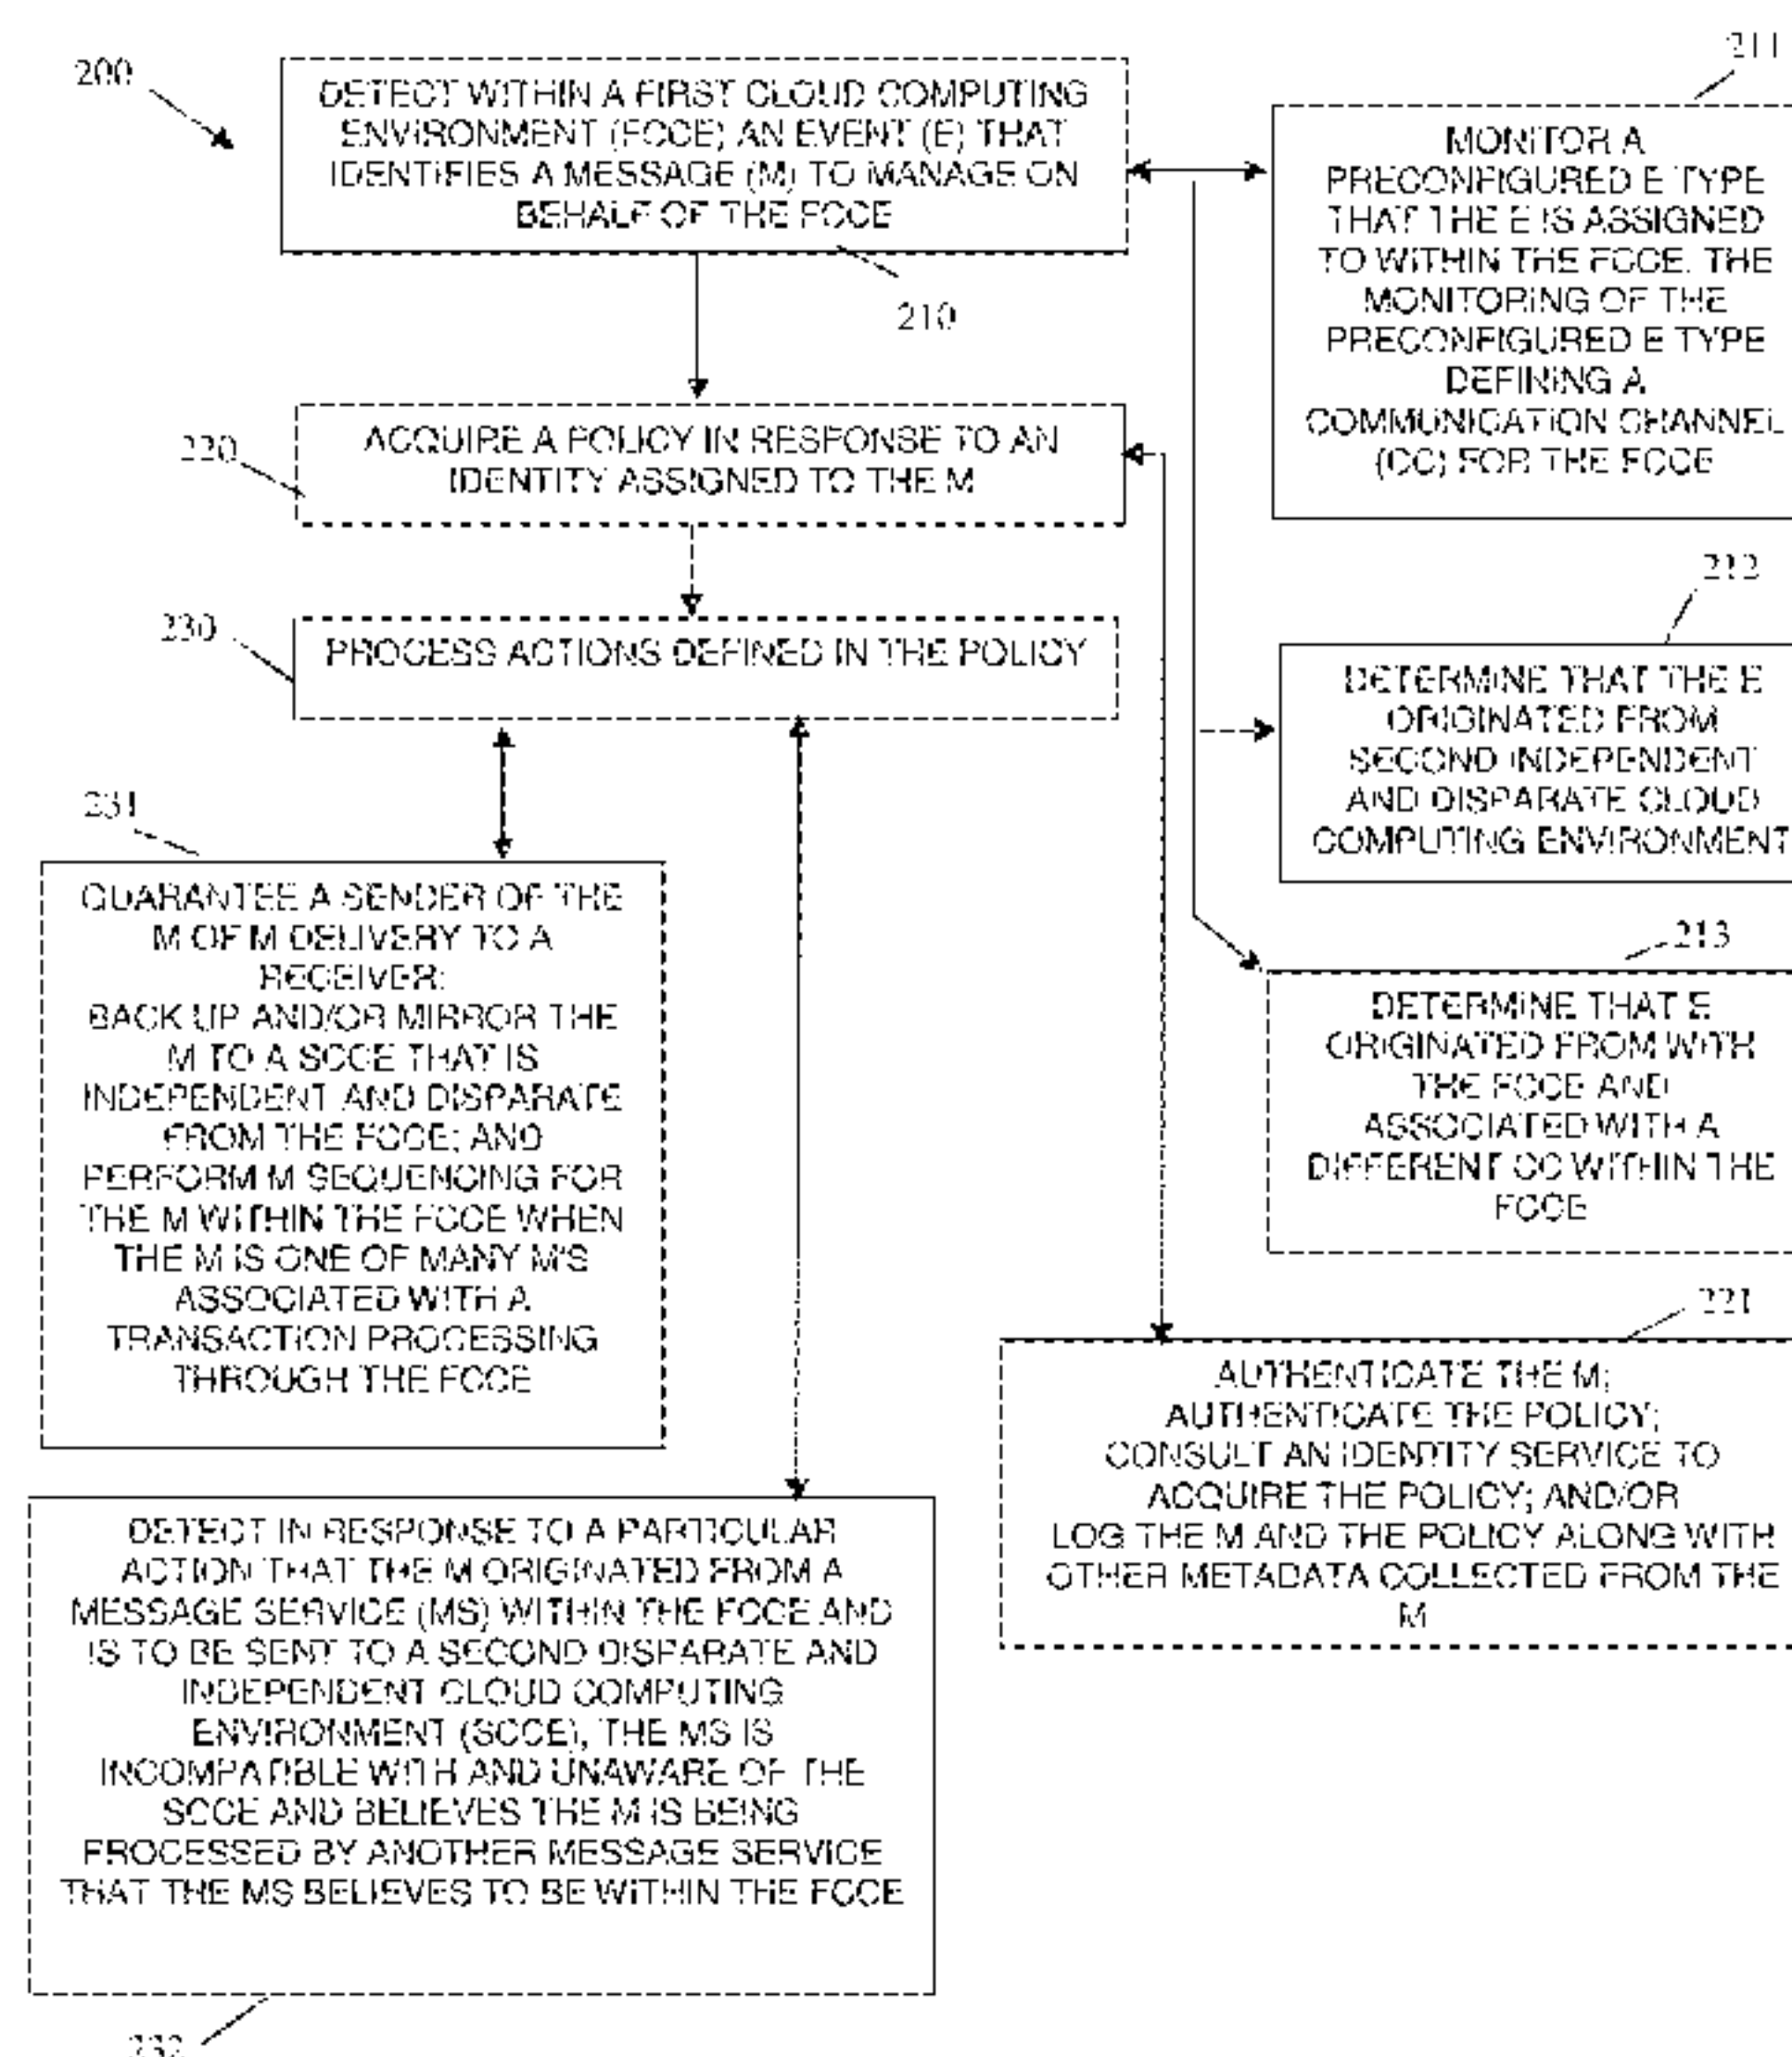 200
DETECT WITHIN A FIRST CLOUD COMPUTING
ENVIRONMENT (FCCE) AN EVENT (E) THAT
IDENTIFIES A MESSAGE (M) TO MANAGE ON
BEHALF OF THE FCCE
210
211
MONITOR A
PRECONFIGURED E TYPE
THAT THE E IS ASSIGNED
TO WITHIN THE FCCE, THE
MONITORING OF THE
PRECONFIGURED E TYPE
DEFINING A
COMMUNICATION CHANNEL
(CC) FOR THE FCCE
220
ACQUIRE A POLICY IN RESPONSE TO AN
IDENTITY ASSIGNED TO THE M
212
DETERMINE THAT THE E
ORIGINATED FROM
SECOND INDEPENDENT
AND DISPARATE CLOUD
COMPUTING ENVIRONMENT
230
PROCESS ACTIONS DEFINED IN THE POLICY
213
DETERMINE THAT E
ORIGINATED FROM WITH
THE FCCE AND
ASSOCIATED WITH A
DIFFERENT CC WITHIN THE
FCCE
231
GUARANTEE A SENDER OF THE
M OF M DELIVERY TO A
RECEIVER;
BACK UP AND/OR MIRROR THE
M TO A SCCE THAT IS
INDEPENDENT AND DISPARATE
FROM THE FCCE; AND
PERFORM M SEQUENCING FOR
THE M WITHIN THE FCCE WHEN
THE M IS ONE OF MANY M'S
ASSOCIATED WITH A
TRANSACTION PROCESSING
THROUGH THE FCCE
221
AUTHENTICATE THE M;
AUTHENTICATE THE POLICY;
CONSULT AN IDENTITY SERVICE TO
ACQUIRE THE POLICY; AND/OR
LOG THE M AND THE POLICY ALONG WITH
OTHER METADATA COLLECTED FROM THE
M
DETECT IN RESPONSE TO A PARTICULAR
ACTION THAT THE M ORIGINATED FROM A
MESSAGE SERVICE (MS) WITHIN THE FCCE AND
IS TO BE SENT TO A SECOND DISPARATE AND
INDEPENDENT CLOUD COMPUTING
ENVIRONMENT (SCCE), THE MS IS
INCOMPATIBLE WITH AND UNAWARE OF THE
SCCE AND BELIEVES THE M IS BEING
PROCESSED BY ANOTHER MESSAGE SERVICE
THAT THE MS BELIEVES TO BE WITHIN THE FCCE
232